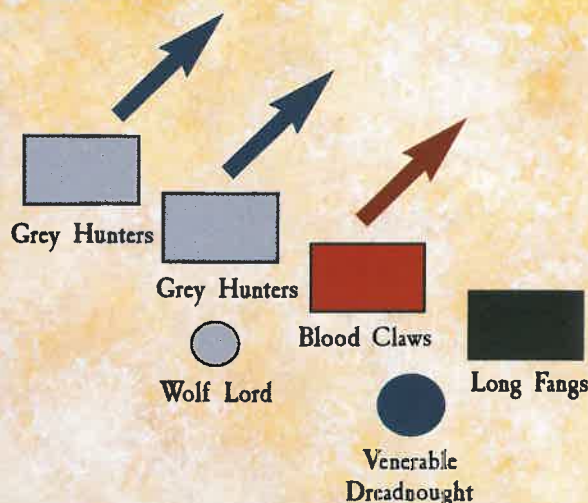 Grey Hunters
Grey Hunters
Blood Claws
Wolf Lord
Long Fangs
Venerable
Dreadnought